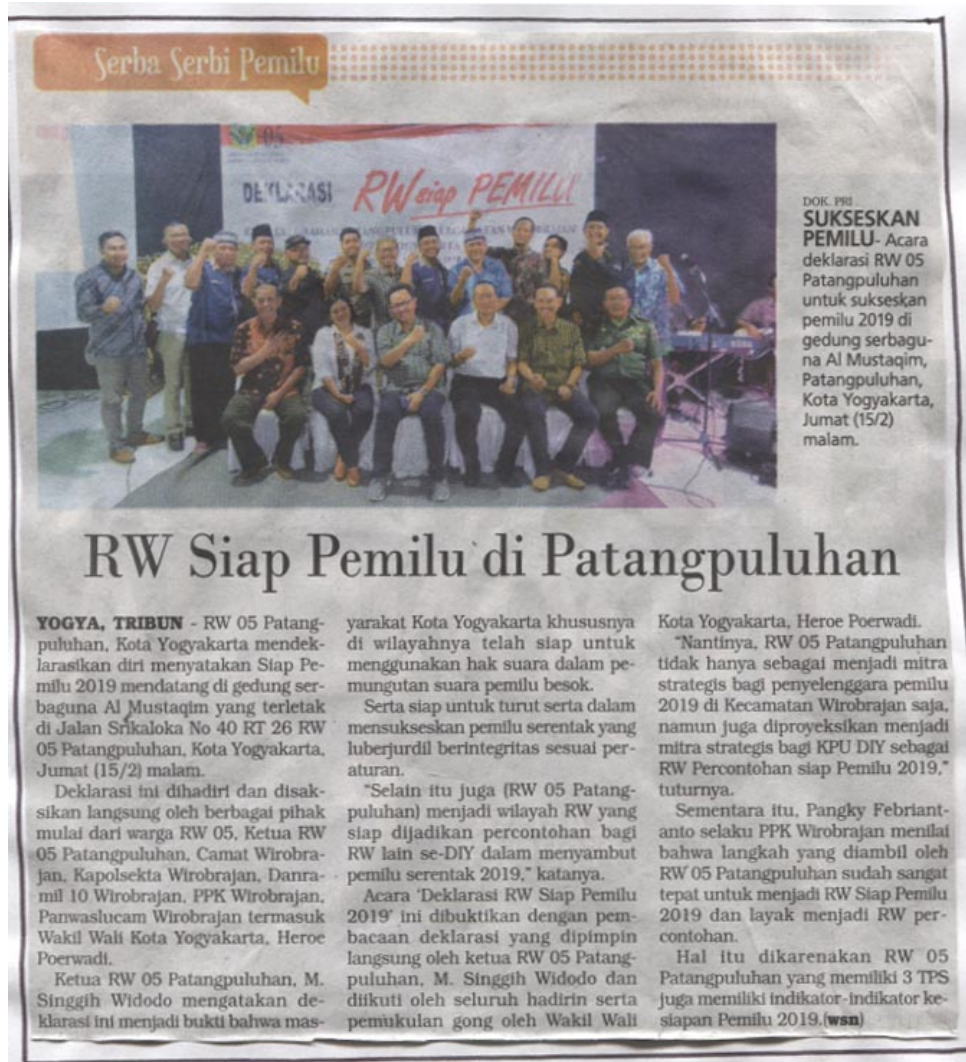 Serba Serbi Pemilu
05
DEKLARASI
RW siap PEMILU
DOK. PRI
SUKSESKAN
PEMILU- Acara
deklarasi RW 05
Patangpuluhan
untuk sukseskan
pemilu 2019 di
gedung serbagu-
na Al Mustaqim,
Patangpuluhan,
Kota Yogyakarta,
Jumat (15/2)
malam.
RW Siap Pemilu di Patangpuluhan
YOGYA, TRIBUN - RW 05 Patang-
puluhan, Kota Yogyakarta mendek-
larasikan diri menyatakan Siap Pe-
milu 2019 mendatang di gedung ser-
baguna Al Mustaqim yang terletak
di Jalan Srikaloka No 40 RT 26 RW
05 Patangpuluhan, Kota Yogyakarta,
Jumat (15/2) malam.
Deklarasi ini dihadiri dan disak-
sikan langsung oleh berbagai pihak
mulai dari warga RW 05, Ketua RW
05 Patangpuluhan, Camat Wirobra-
jan, Kapolsekta Wirobrajan, Danra-
mil 10 Wirobrajan, PPK Wirobrajan,
Panwaslucam Wirobrajan termasuk
Wakil Wali Kota Yogyakarta, Heroe
Poerwadi.
Ketua RW 05 Patangpuluhan, M.
Singgih Widodo mengatakan de-
klarasi ini menjadi bukti bahwa mas-
yarakat Kota Yogyakarta khususnya
di wilayahnya telah siap untuk
menggunakan hak suara dalam pe-
mungutan suara pemilu besok.
Serta siap untuk turut serta dalam
mensukseskan pemilu serentak yang
luberjurdil berintegritas sesuai per-
aturan.
"Selain itu juga (RW 05 Patang-
puluhan) menjadi wilayah RW yang
siap dijadikan percontohan bagi
RW lain se-DIY dalam menyambut
pemilu serentak 2019," katanya.
Acara 'Deklarasi RW Siap Pemilu
2019' ini dibuktikan dengan pem-
bacaan deklarasi yang dipimpin
langsung oleh ketua RW 05 Patang-
puluhan, M. Singgih Widodo dan
diikuti oleh seluruh hadirin serta
pemukulan gong oleh Wakil Wali
Kota Yogyakarta, Heroe Poerwadi.
"Nantinya, RW 05 Patangpuluhan
tidak hanya sebagai menjadi mitra
strategis bagi penyelenggara pemilu
2019 di Kecamatan Wirobrajan saja,
namun juga diproyeksikan menjadi
mitra strategis bagi KPU DIY sebagai
RW Percontohan siap Pemilu 2019,"
tuturnya.
Sementara itu, Pangky Febriant-
anto selaku PPK Wirobrajan menilai
bahwa langkah yang diambil oleh
RW 05 Patangpuluhan sudah sangat
tepat untuk menjadi RW Siap Pemilu
2019 dan layak menjadi RW per-
contohan.
Hal itu dikarenakan RW 05
Patangpuluhan yang memiliki 3 TPS
juga memiliki indikator-indikator ke-
siapan Pemilu 2019.(wsn)